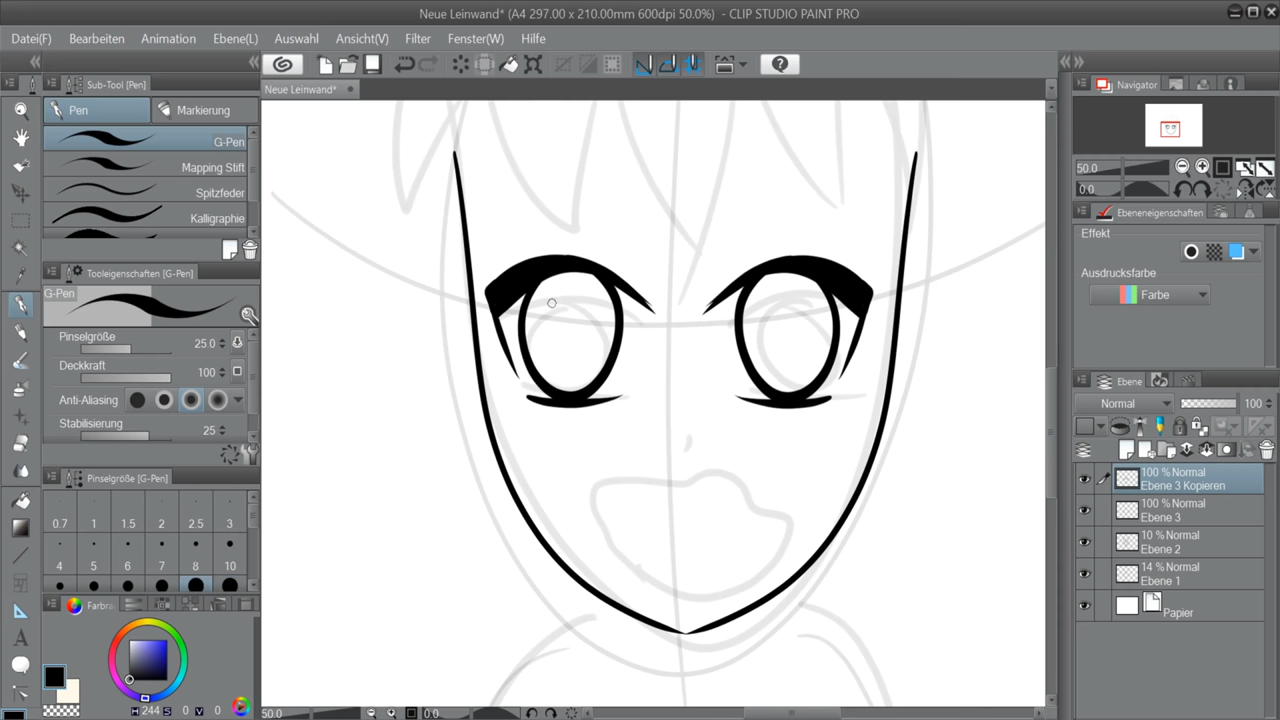 Neue Leinwand* (A4 297.00 x 210.00mm 600dpi 50.0%) - CLIP STUDIO PAINT PRO
Datei(F) Bearbeiten Animation Ebene(L) Auswahl Ansicht(V) Filter Fenster(W) Hilfe
Sub-Tool [Pen]
Neue Leinwand*
Pen Markierung
G-Pen
Mapping Stift
Spitzfeder
Kalligraphie
Tooleigenschaften [G-Pen]
G-Pen
Pinselgröße 25.0
Deckkraft 100
Anti-Aliasing
Stabilisierung 25
Pinselgröße [G-Pen]
0.7 1 1.5 2 2.5 3
4 5 6 7 8 10
Farbra
H 244 S 0 V 0
50.0 0.0
Navigator
50.0
0.0
Ebeneneigenschaften
Effekt
Ausdrucksfarbe
Farbe
Ebene
Normal 100
100 % Normal
Ebene 3 Kopieren
100 % Normal
Ebene 3
10 % Normal
Ebene 2
14 % Normal
Ebene 1
Papier